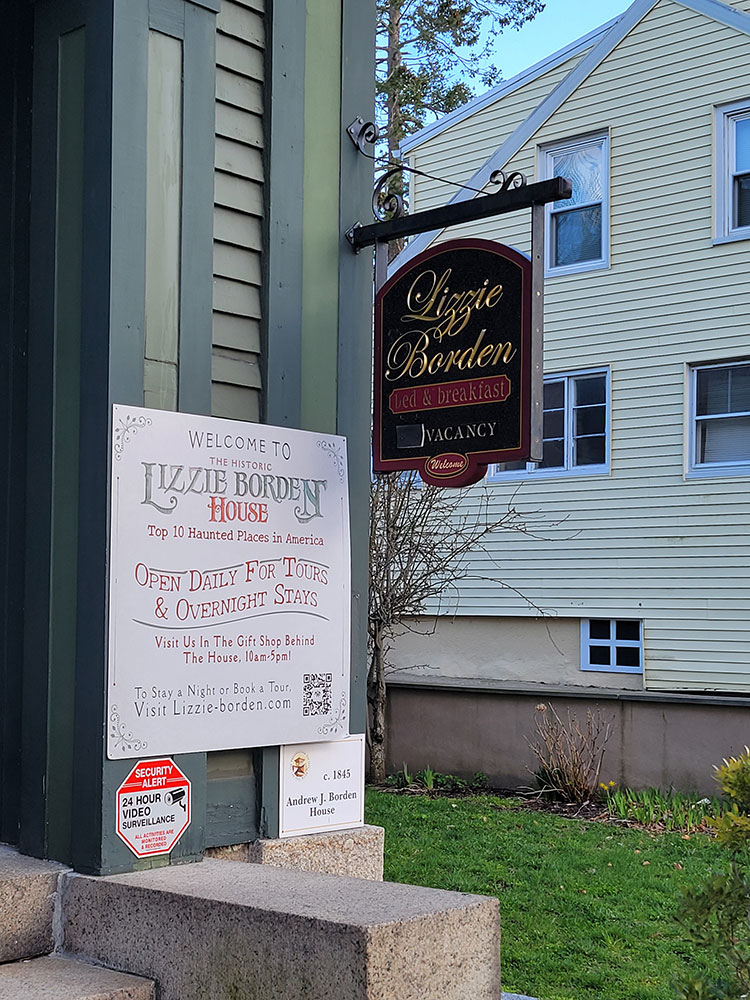 Lizzie
Borden
bed & breakfast
VACANCY
Welcome
WELCOME TO
THE HISTORIC
LIZZIE BORDEN
HOUSE
Top 10 Haunted Places in America
OPEN DAILY FOR TOURS
& OVERNIGHT STAYS
Visit Us In The Gift Shop Behind
The House, 10am-5pm!
To Stay a Night or Book a Tour,
Visit Lizzie-borden.com
SECURITY
ALERT
24 HOUR
VIDEO
SURVEILLANCE
ALL ACTIVITIES ARE
MONITORED
& RECORDED
c. 1845
Andrew J. Borden
House